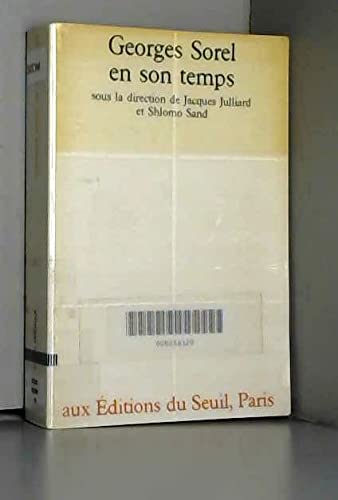 Georges Sorel
en son temps
sous la direction de Jacques Julliard
et Shlomo Sand
aux Éditions du Seuil, Paris